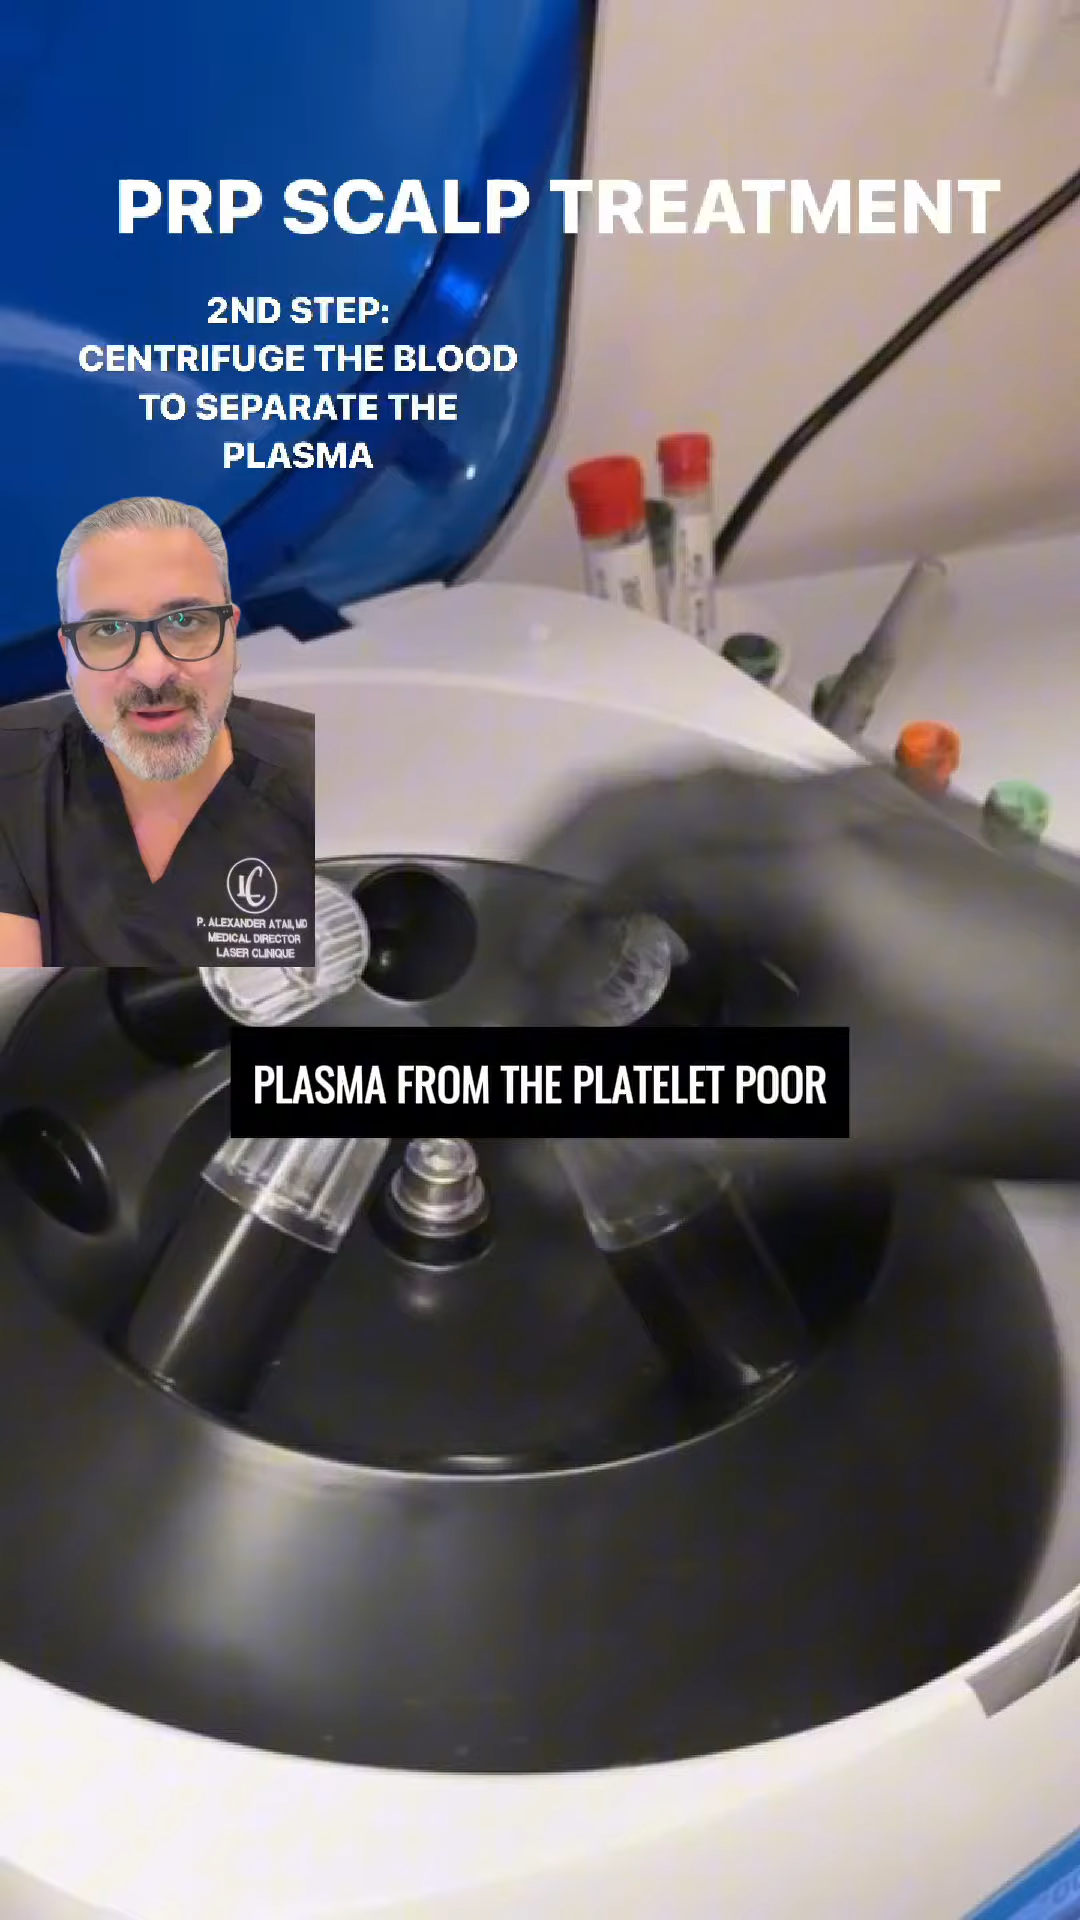 PRP SCALP TREATMENT
2ND STEP:
CENTRIFUGE THE BLOOD
TO SEPARATE THE
PLASMA
P. ALEXANDER ATAII, MD
MEDICAL DIRECTOR
LASER CLINIQUE
PLASMA FROM THE PLATELET POOR